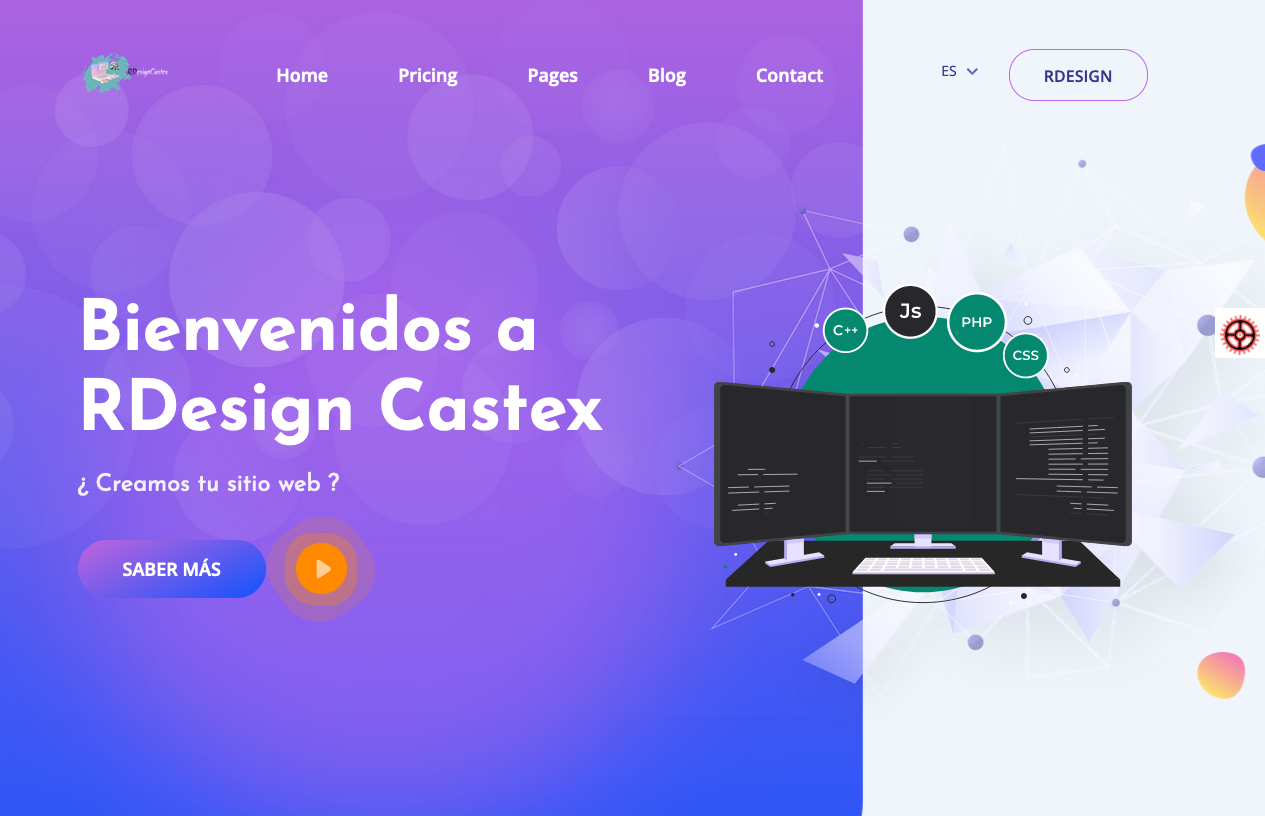 RDesignCastex
Home
Pricing
Pages
Blog
Contact
ES
RDESIGN
Bienvenidos a
RDesign Castex
¿ Creamos tu sitio web ?
SABER MÁS
C++
Js
PHP
CSS